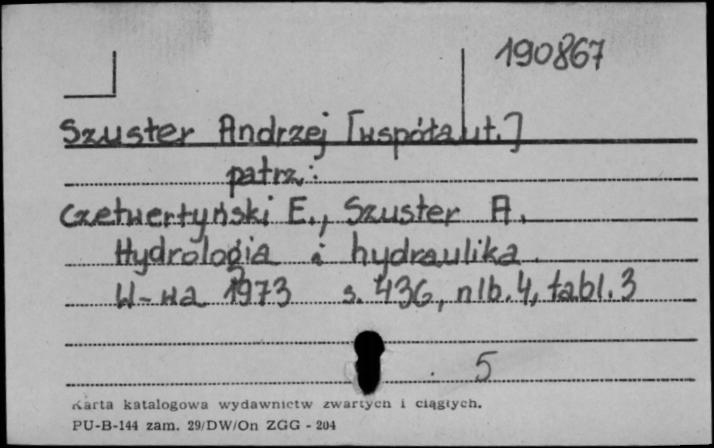 190867
Szuster Andrzej [współaut.]
patrz:
Czetwertyński E., Szuster A.
Hydrologia i hydraulika.
W-wa 1973 s. 436, nlb. 4, tabl. 3
5
Karta katalogowa wydawnictw zwartych i ciągłych.
PU-B-144 zam. 29/DW/On ZGG - 204